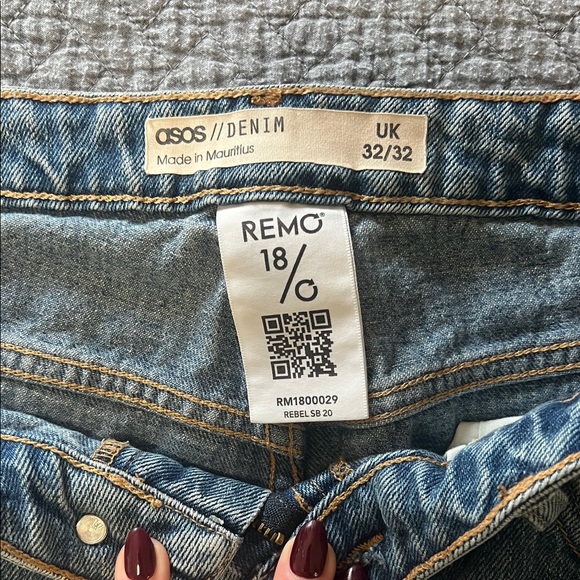 asos //DENIM
Made in Mauritius
UK
32/32
REMO®
18/
RM1800029
REBEL SB 20